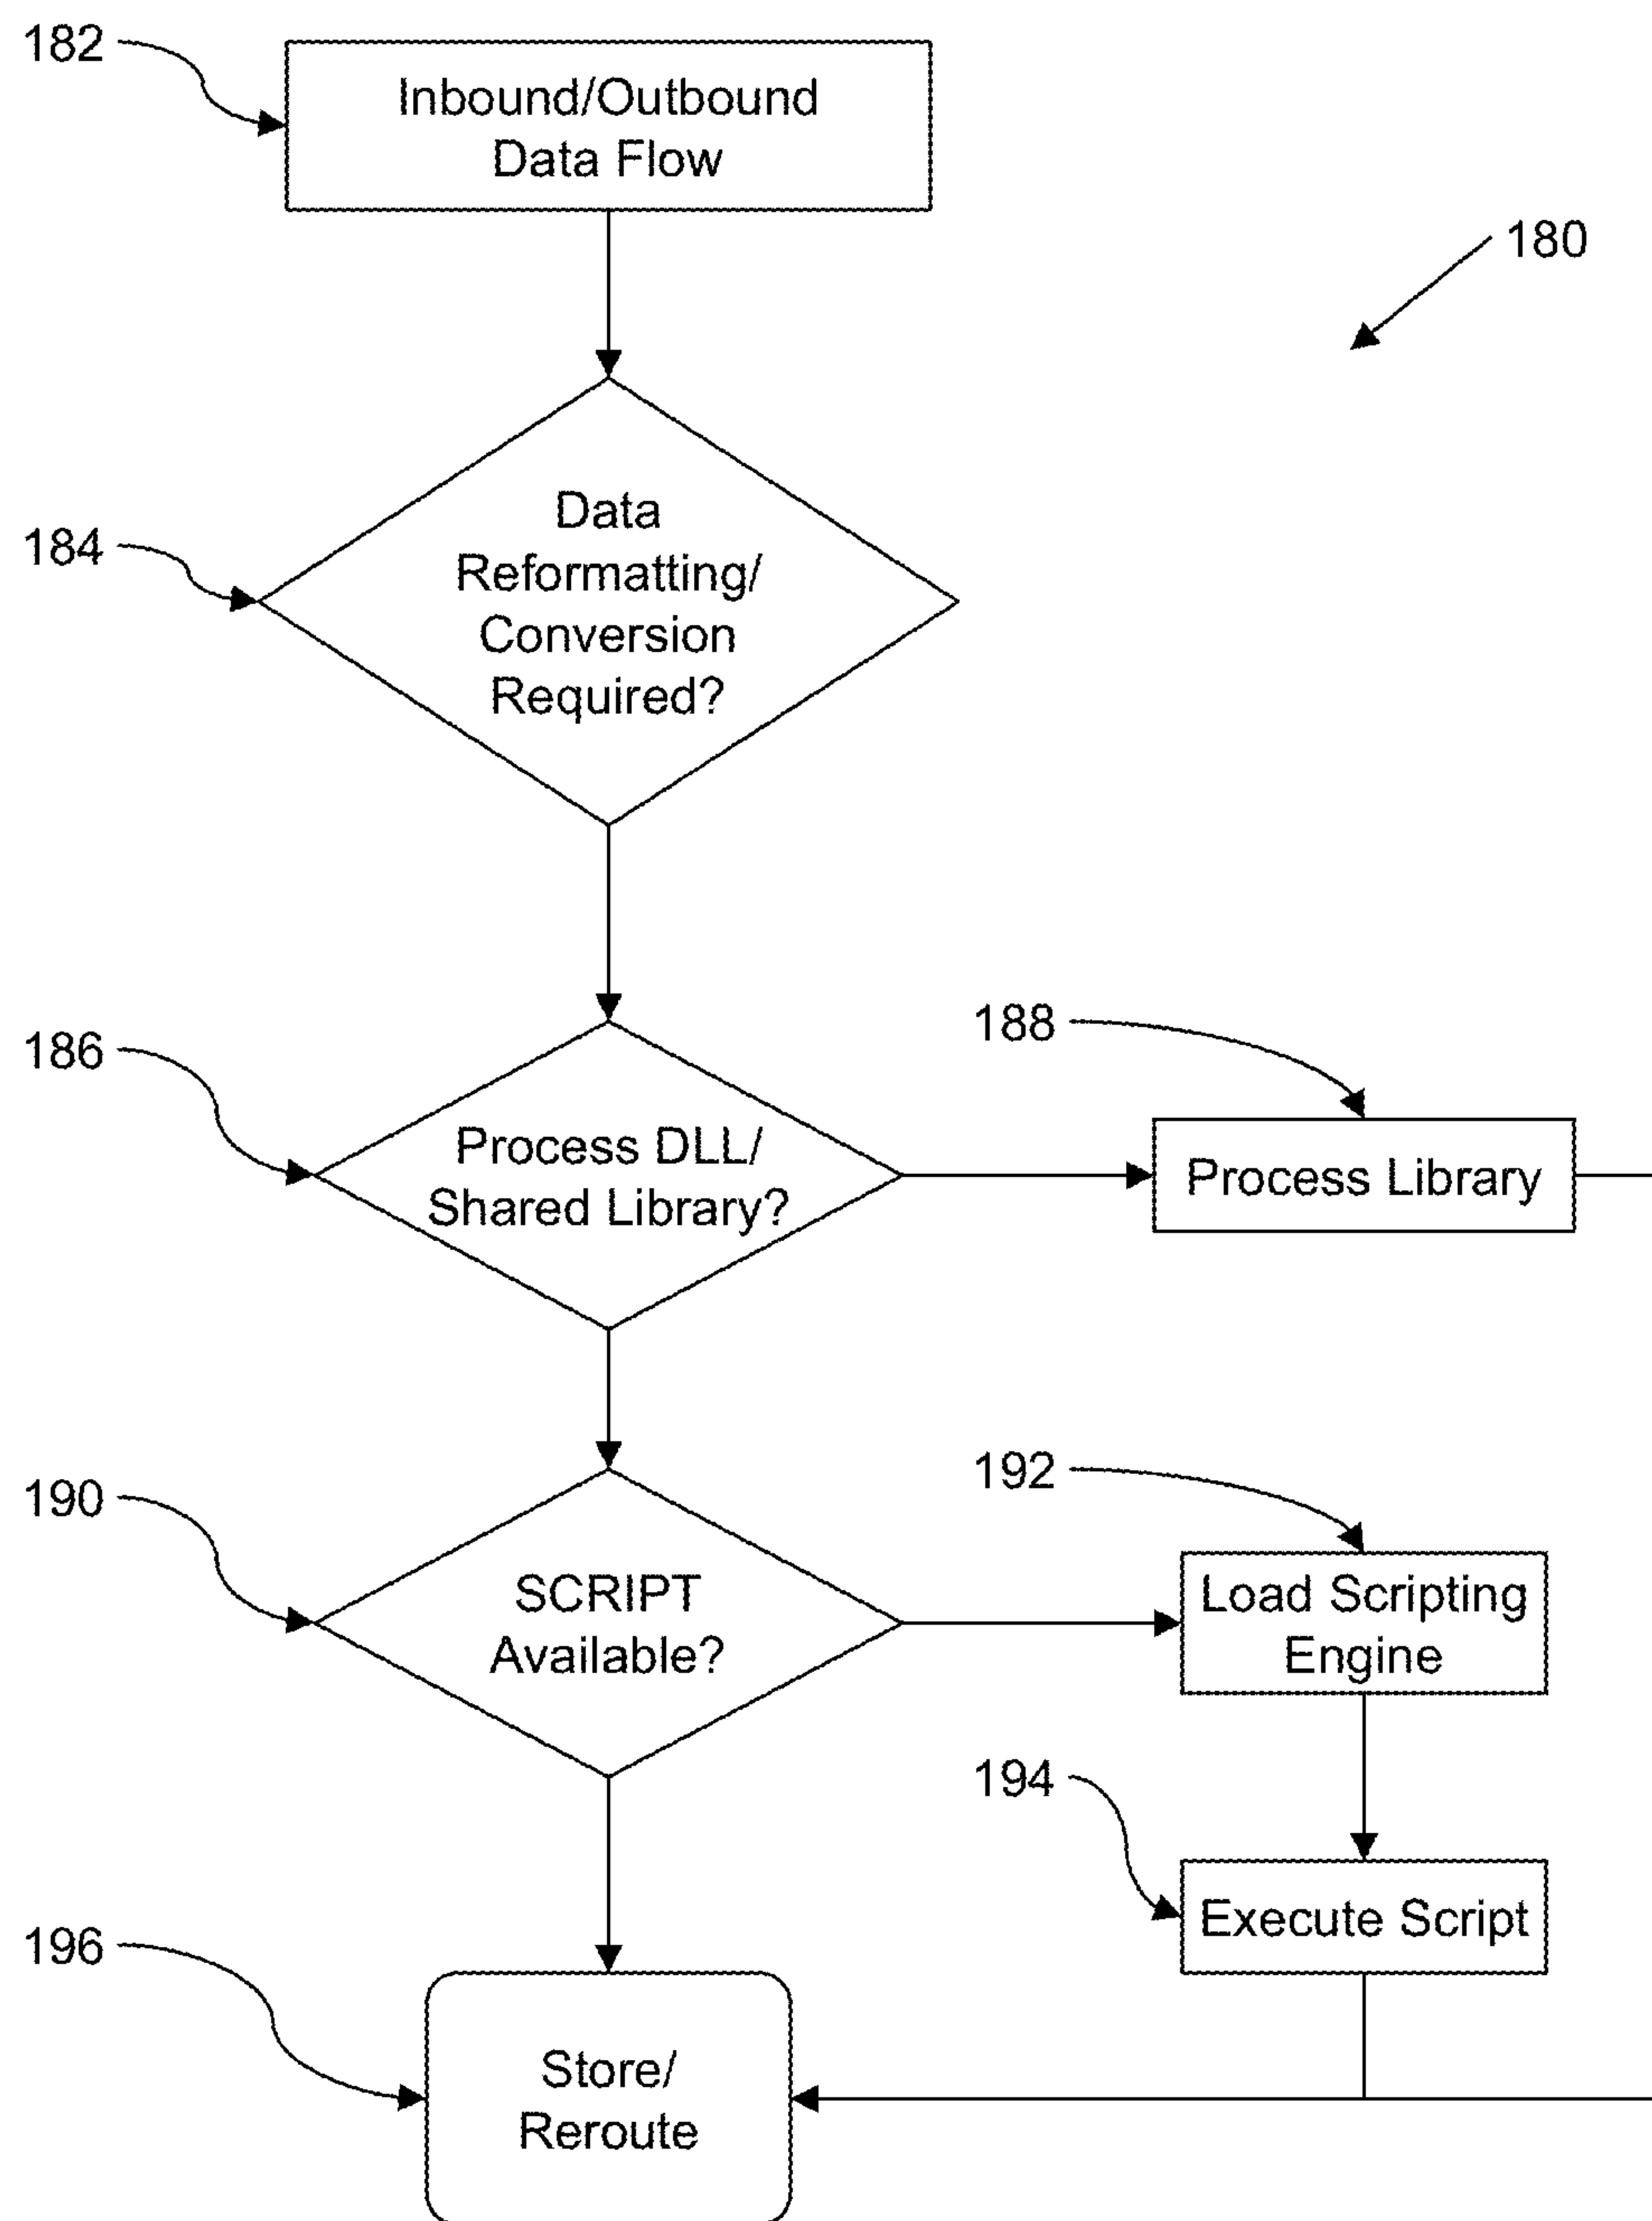 182
Inbound/Outbound
Data Flow
180
184
Data
Reformatting/
Conversion
Required?
186
Process DLL/
Shared Library?
188
Process Library
190
SCRIPT
Available?
192
Load Scripting
Engine
194
Execute Script
196
Store/
Reroute